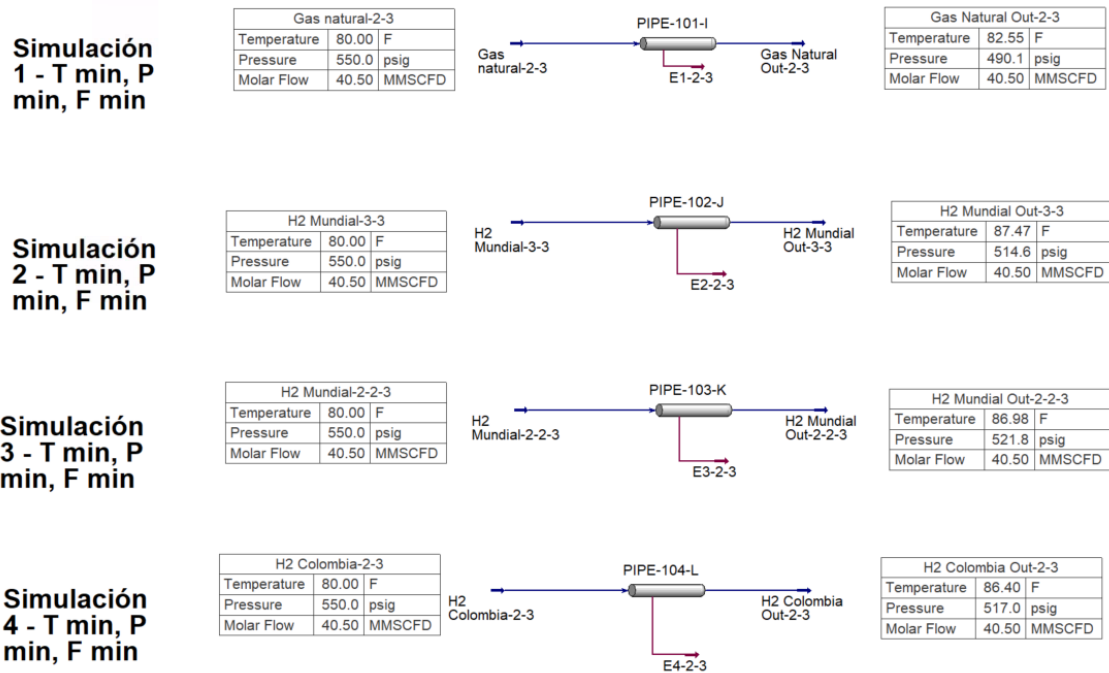 Simulación
1 - T min, P
min, F min
Gas natural-2-3
Temperature 80.00 F
Pressure 550.0 psig
Molar Flow 40.50 MMSCFD
PIPE-101-I
Gas
natural-2-3
E1-2-3
Gas Natural
Out-2-3
Gas Natural Out-2-3
Temperature 82.55 F
Pressure 490.1 psig
Molar Flow 40.50 MMSCFD
Simulación
2 - T min, P
min, F min
H2 Mundial-3-3
Temperature 80.00 F
Pressure 550.0 psig
Molar Flow 40.50 MMSCFD
PIPE-102-J
H2
Mundial-3-3
E2-2-3
H2 Mundial
Out-3-3
H2 Mundial Out-3-3
Temperature 87.47 F
Pressure 514.6 psig
Molar Flow 40.50 MMSCFD
Simulación
3 - T min, P
min, F min
H2 Mundial-2-2-3
Temperature 80.00 F
Pressure 550.0 psig
Molar Flow 40.50 MMSCFD
PIPE-103-K
H2
Mundial-2-2-3
E3-2-3
H2 Mundial
Out-2-2-3
H2 Mundial Out-2-2-3
Temperature 86.98 F
Pressure 521.8 psig
Molar Flow 40.50 MMSCFD
Simulación
4 - T min, P
min, F min
H2 Colombia-2-3
Temperature 80.00 F
Pressure 550.0 psig
Molar Flow 40.50 MMSCFD
PIPE-104-L
H2
Colombia-2-3
E4-2-3
H2 Colombia
Out-2-3
H2 Colombia Out-2-3
Temperature 86.40 F
Pressure 517.0 psig
Molar Flow 40.50 MMSCFD